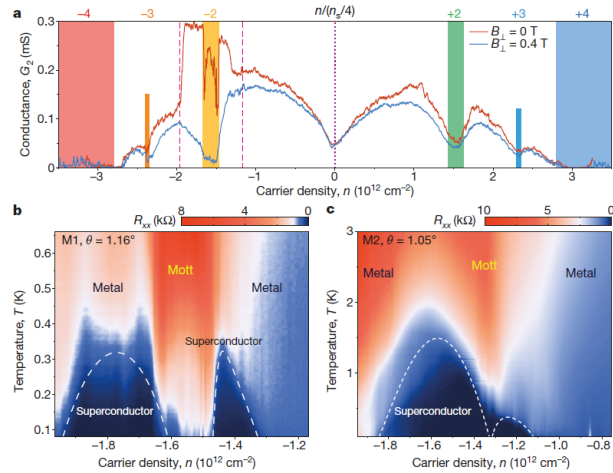 a
n/(nₛ/4)
−4 −3 −2 +2 +3 +4
0.3
B⊥ = 0 T
B⊥ = 0.4 T
0.2
0.1
0
Conductance, G₂ (mS)
−3 −2 −1 0 1 2 3
Carrier density, n (10¹² cm⁻²)
b
Rxx (kΩ)
8 4 0
M1, θ = 1.16°
Metal
Mott
Metal
Superconductor
Superconductor
0.6
0.5
0.4
0.3
0.2
0.1
Temperature, T (K)
−1.8 −1.6 −1.4 −1.2
Carrier density, n (10¹² cm⁻²)
c
Rxx (kΩ)
10 5 0
M2, θ = 1.05°
Metal
Mott
Metal
Superconductor
3
2
1
Temperature, T (K)
−1.8 −1.6 −1.4 −1.2 −1.0 −0.8
Carrier density, n (10¹² cm⁻²)